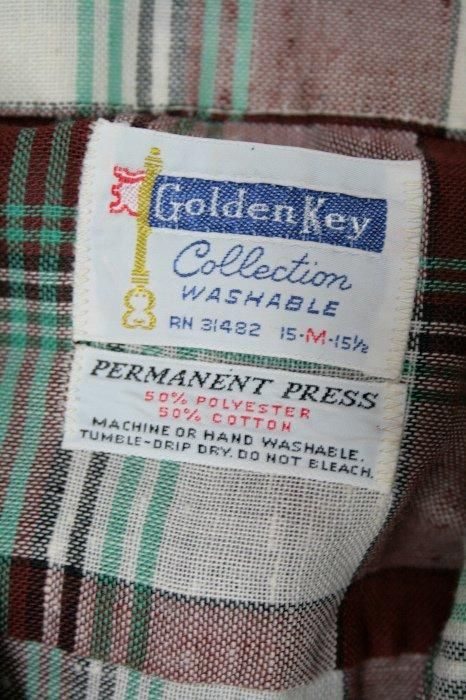 Golden Key
Collection
WASHABLE
RN 31482 15-M-15½
PERMANENT PRESS
50% POLYESTER
50% COTTON
MACHINE OR HAND WASHABLE.
TUMBLE-DRIP DRY. DO NOT BLEACH.